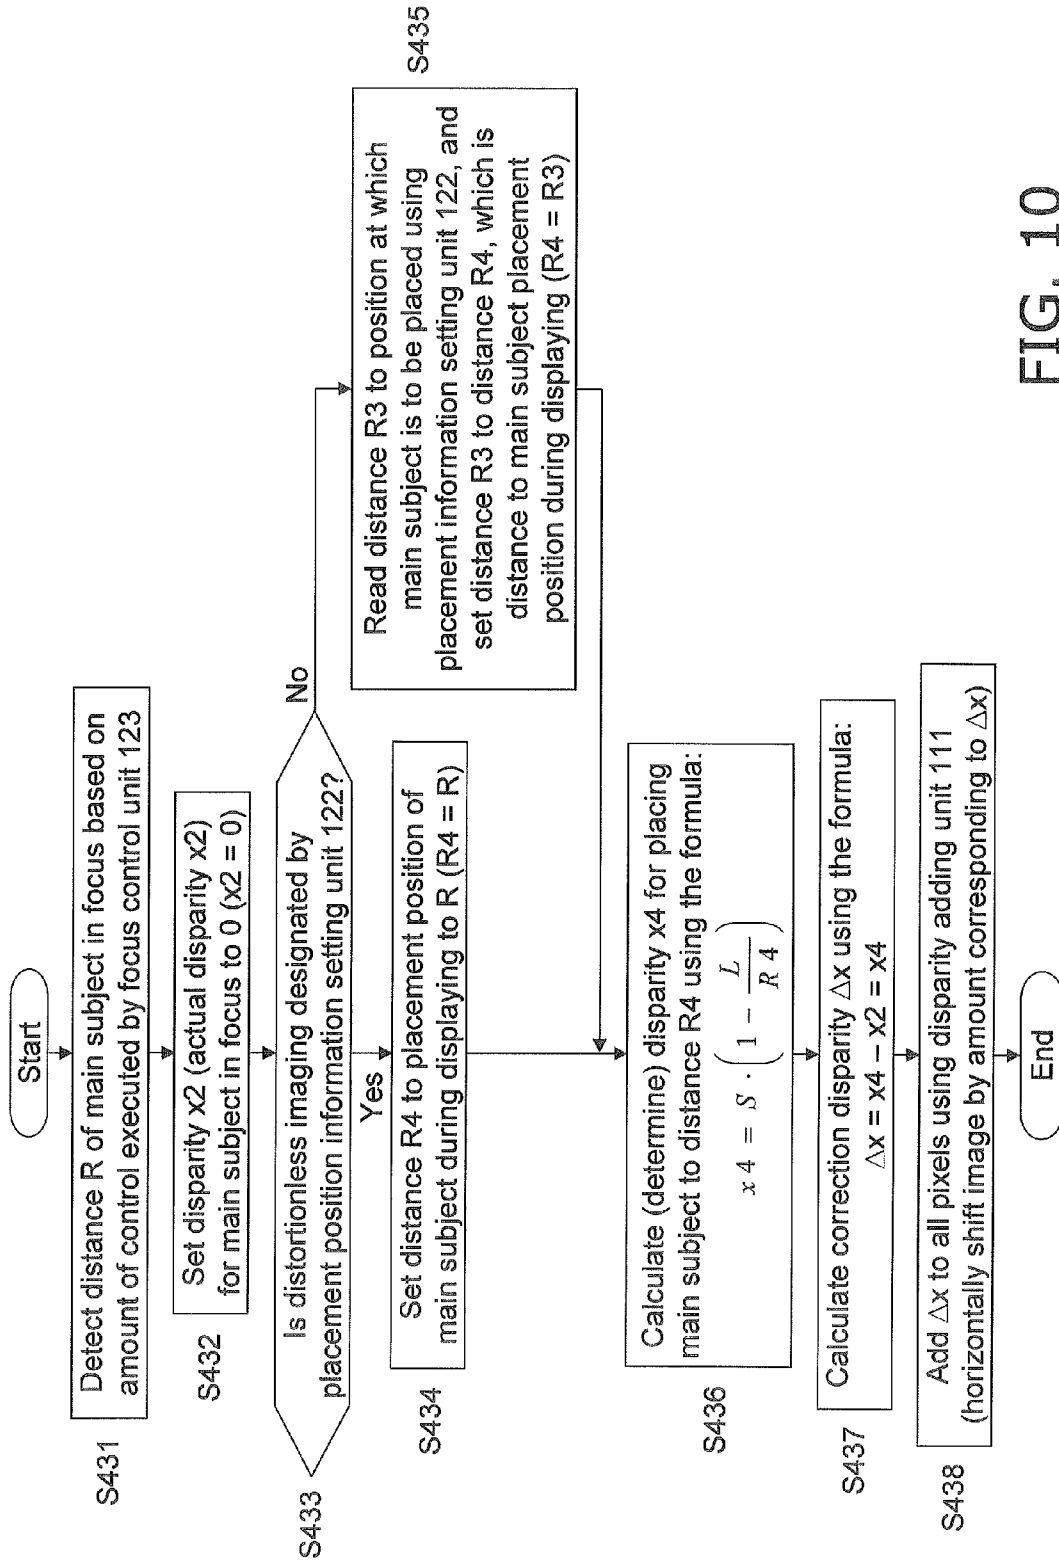 Start
S431
Detect distance R of main subject in focus based on
amount of control executed by focus control unit 123
S432
Set disparity x2 (actual disparity x2)
for main subject in focus to 0 (x2 = 0)
S433
Is distortionless imaging designated by
placement position information setting unit 122?
No
Yes
S434
Set distance R4 to placement position of
main subject during displaying to R (R4 = R)
S435
Read distance R3 to position at which
main subject is to be placed using
placement information setting unit 122, and
set distance R3 to distance R4, which is
distance to main subject placement
position during displaying (R4 = R3)
S436
Calculate (determine) disparity x4 for placing
main subject to distance R4 using the formula:
x 4 = S · ( 1 − L / R 4 )
S437
Calculate correction disparity Δx using the formula:
Δx = x4 – x2 = x4
S438
Add Δx to all pixels using disparity adding unit 111
(horizontally shift image by amount corresponding to Δx)
End
FIG. 10